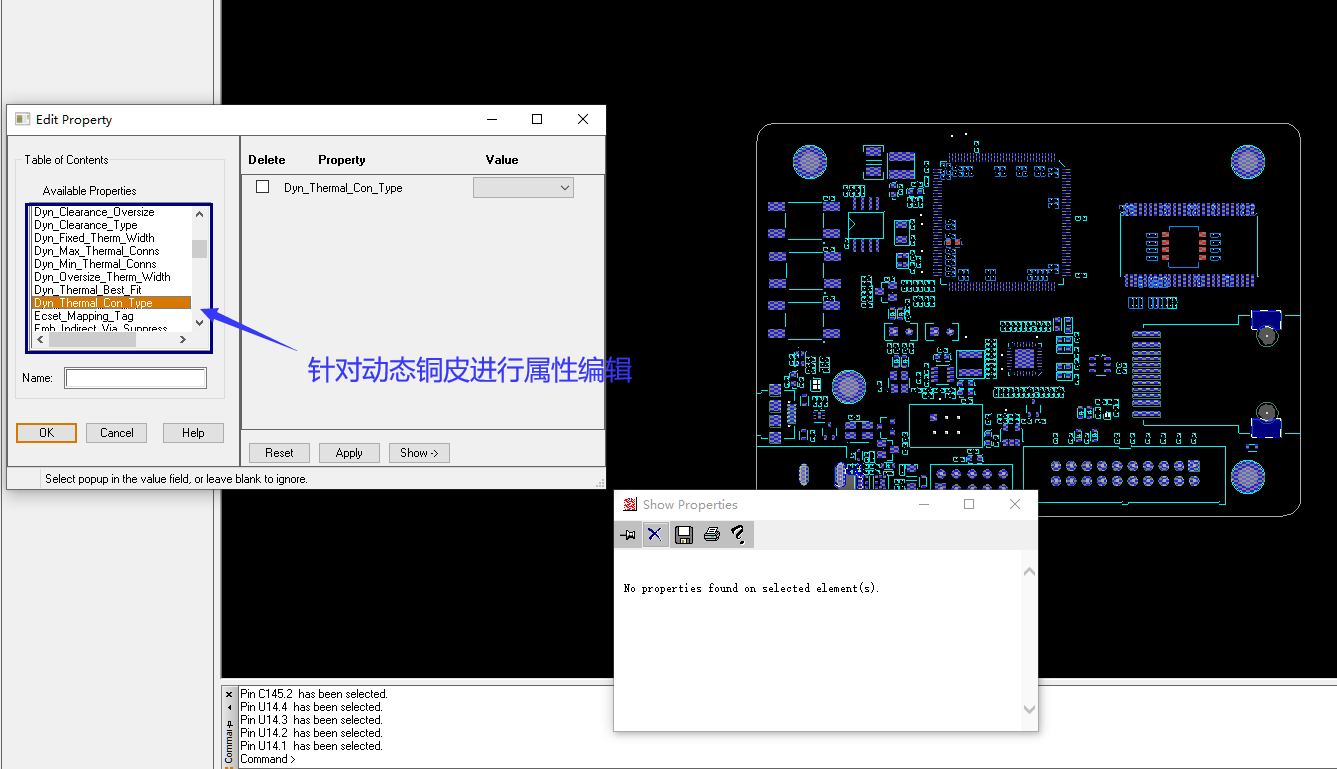 Edit Property
Table of Contents
Available Properties
Dyn_Clearance_Oversize
Dyn_Clearance_Type
Dyn_Fixed_Therm_Width
Dyn_Max_Thermal_Conns
Dyn_Min_Thermal_Conns
Dyn_Oversize_Therm_Width
Dyn_Thermal_Best_Fit
Dyn_Thermal_Con_Type
Ecset_Mapping_Tag
Emb_Indirect_Via_Suppress
Name:
OK Cancel Help
Delete Property Value
Dyn_Thermal_Con_Type
Reset Apply Show ->
Select popup in the value field, or leave blank to ignore.
针对动态铜皮进行属性编辑
Show Properties
No properties found on selected element(s).
Pin C145.2 has been selected.
Pin U14.4 has been selected.
Pin U14.3 has been selected.
Pin U14.2 has been selected.
Pin U14.1 has been selected.
Command >